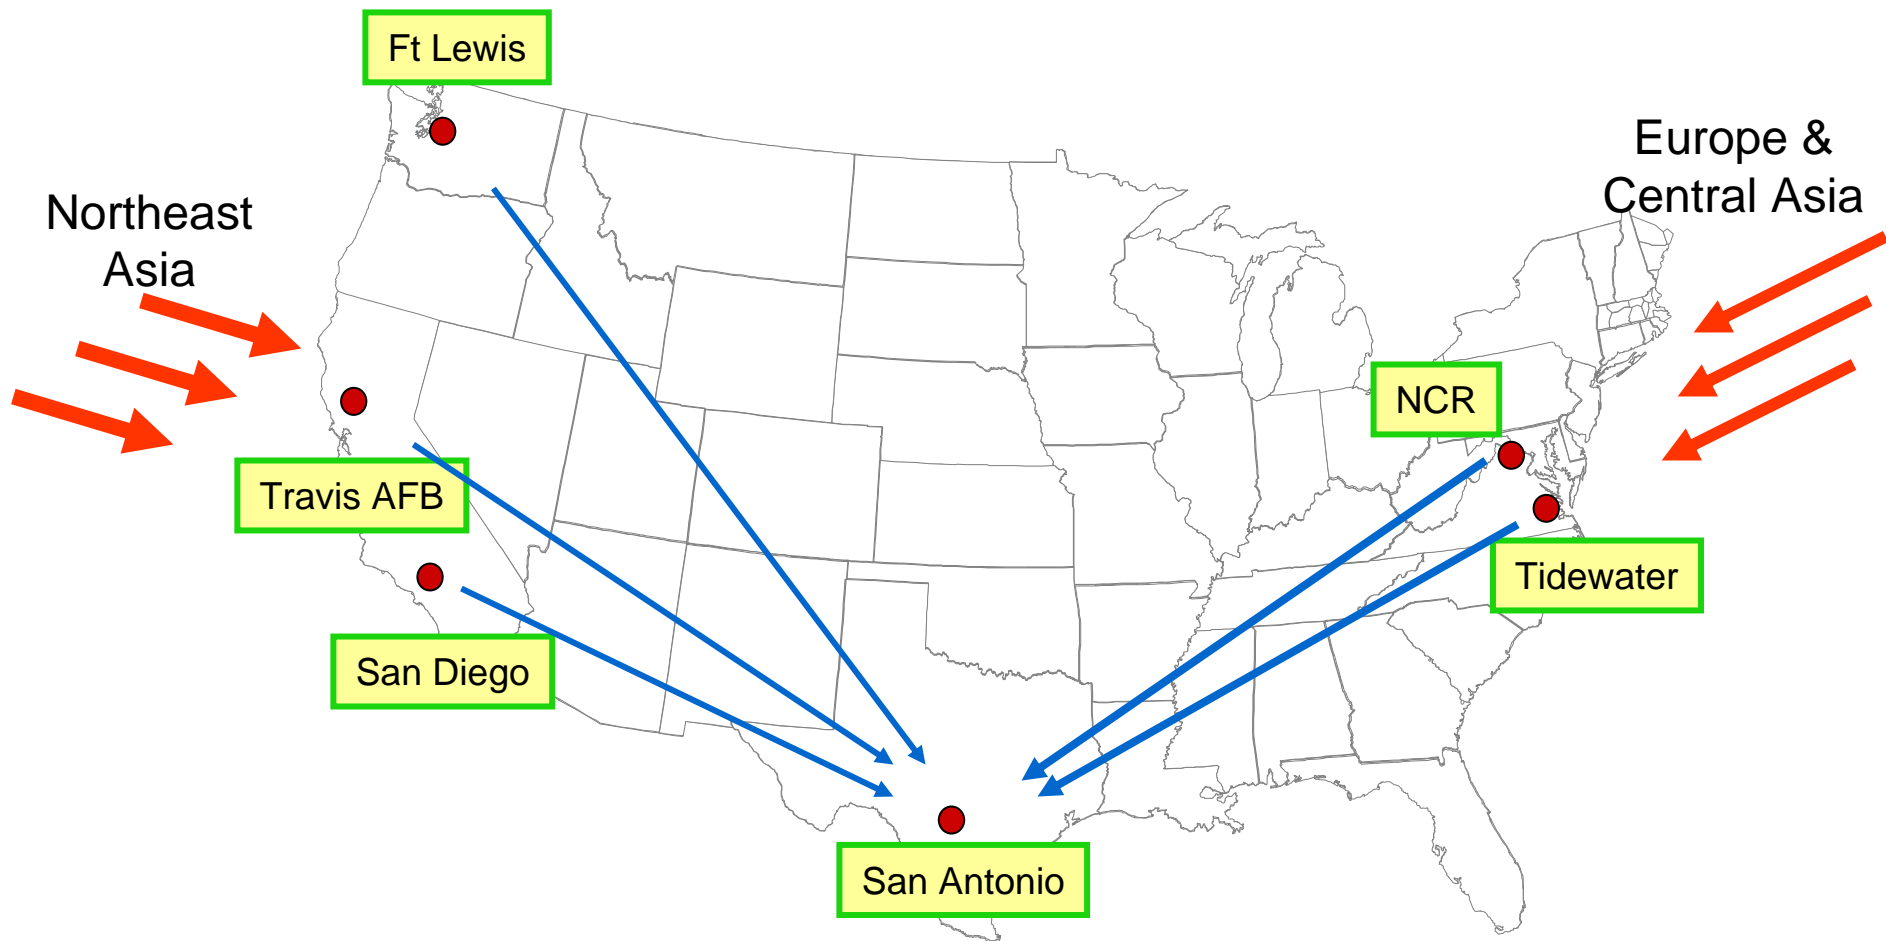 Ft Lewis
Europe &
Central Asia
Northeast
Asia
NCR
Travis AFB
Tidewater
San Diego
San Antonio